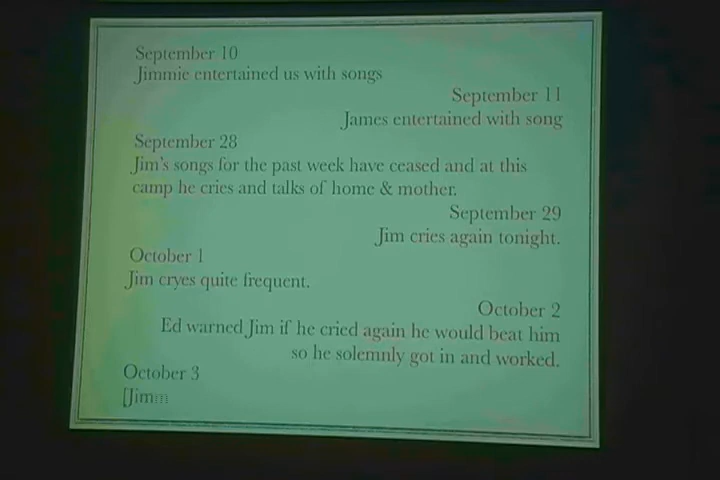 September 10
Jimmie entertained us with songs
September 11
James entertained with song
September 28
Jim's songs for the past week have ceased and at this
camp he cries and talks of home & mother.
September 29
Jim cries again tonight.
October 1
Jim cryes quite frequent.
October 2
Ed warned Jim if he cried again he would beat him
so he solemnly got in and worked.
October 3
[Jimm